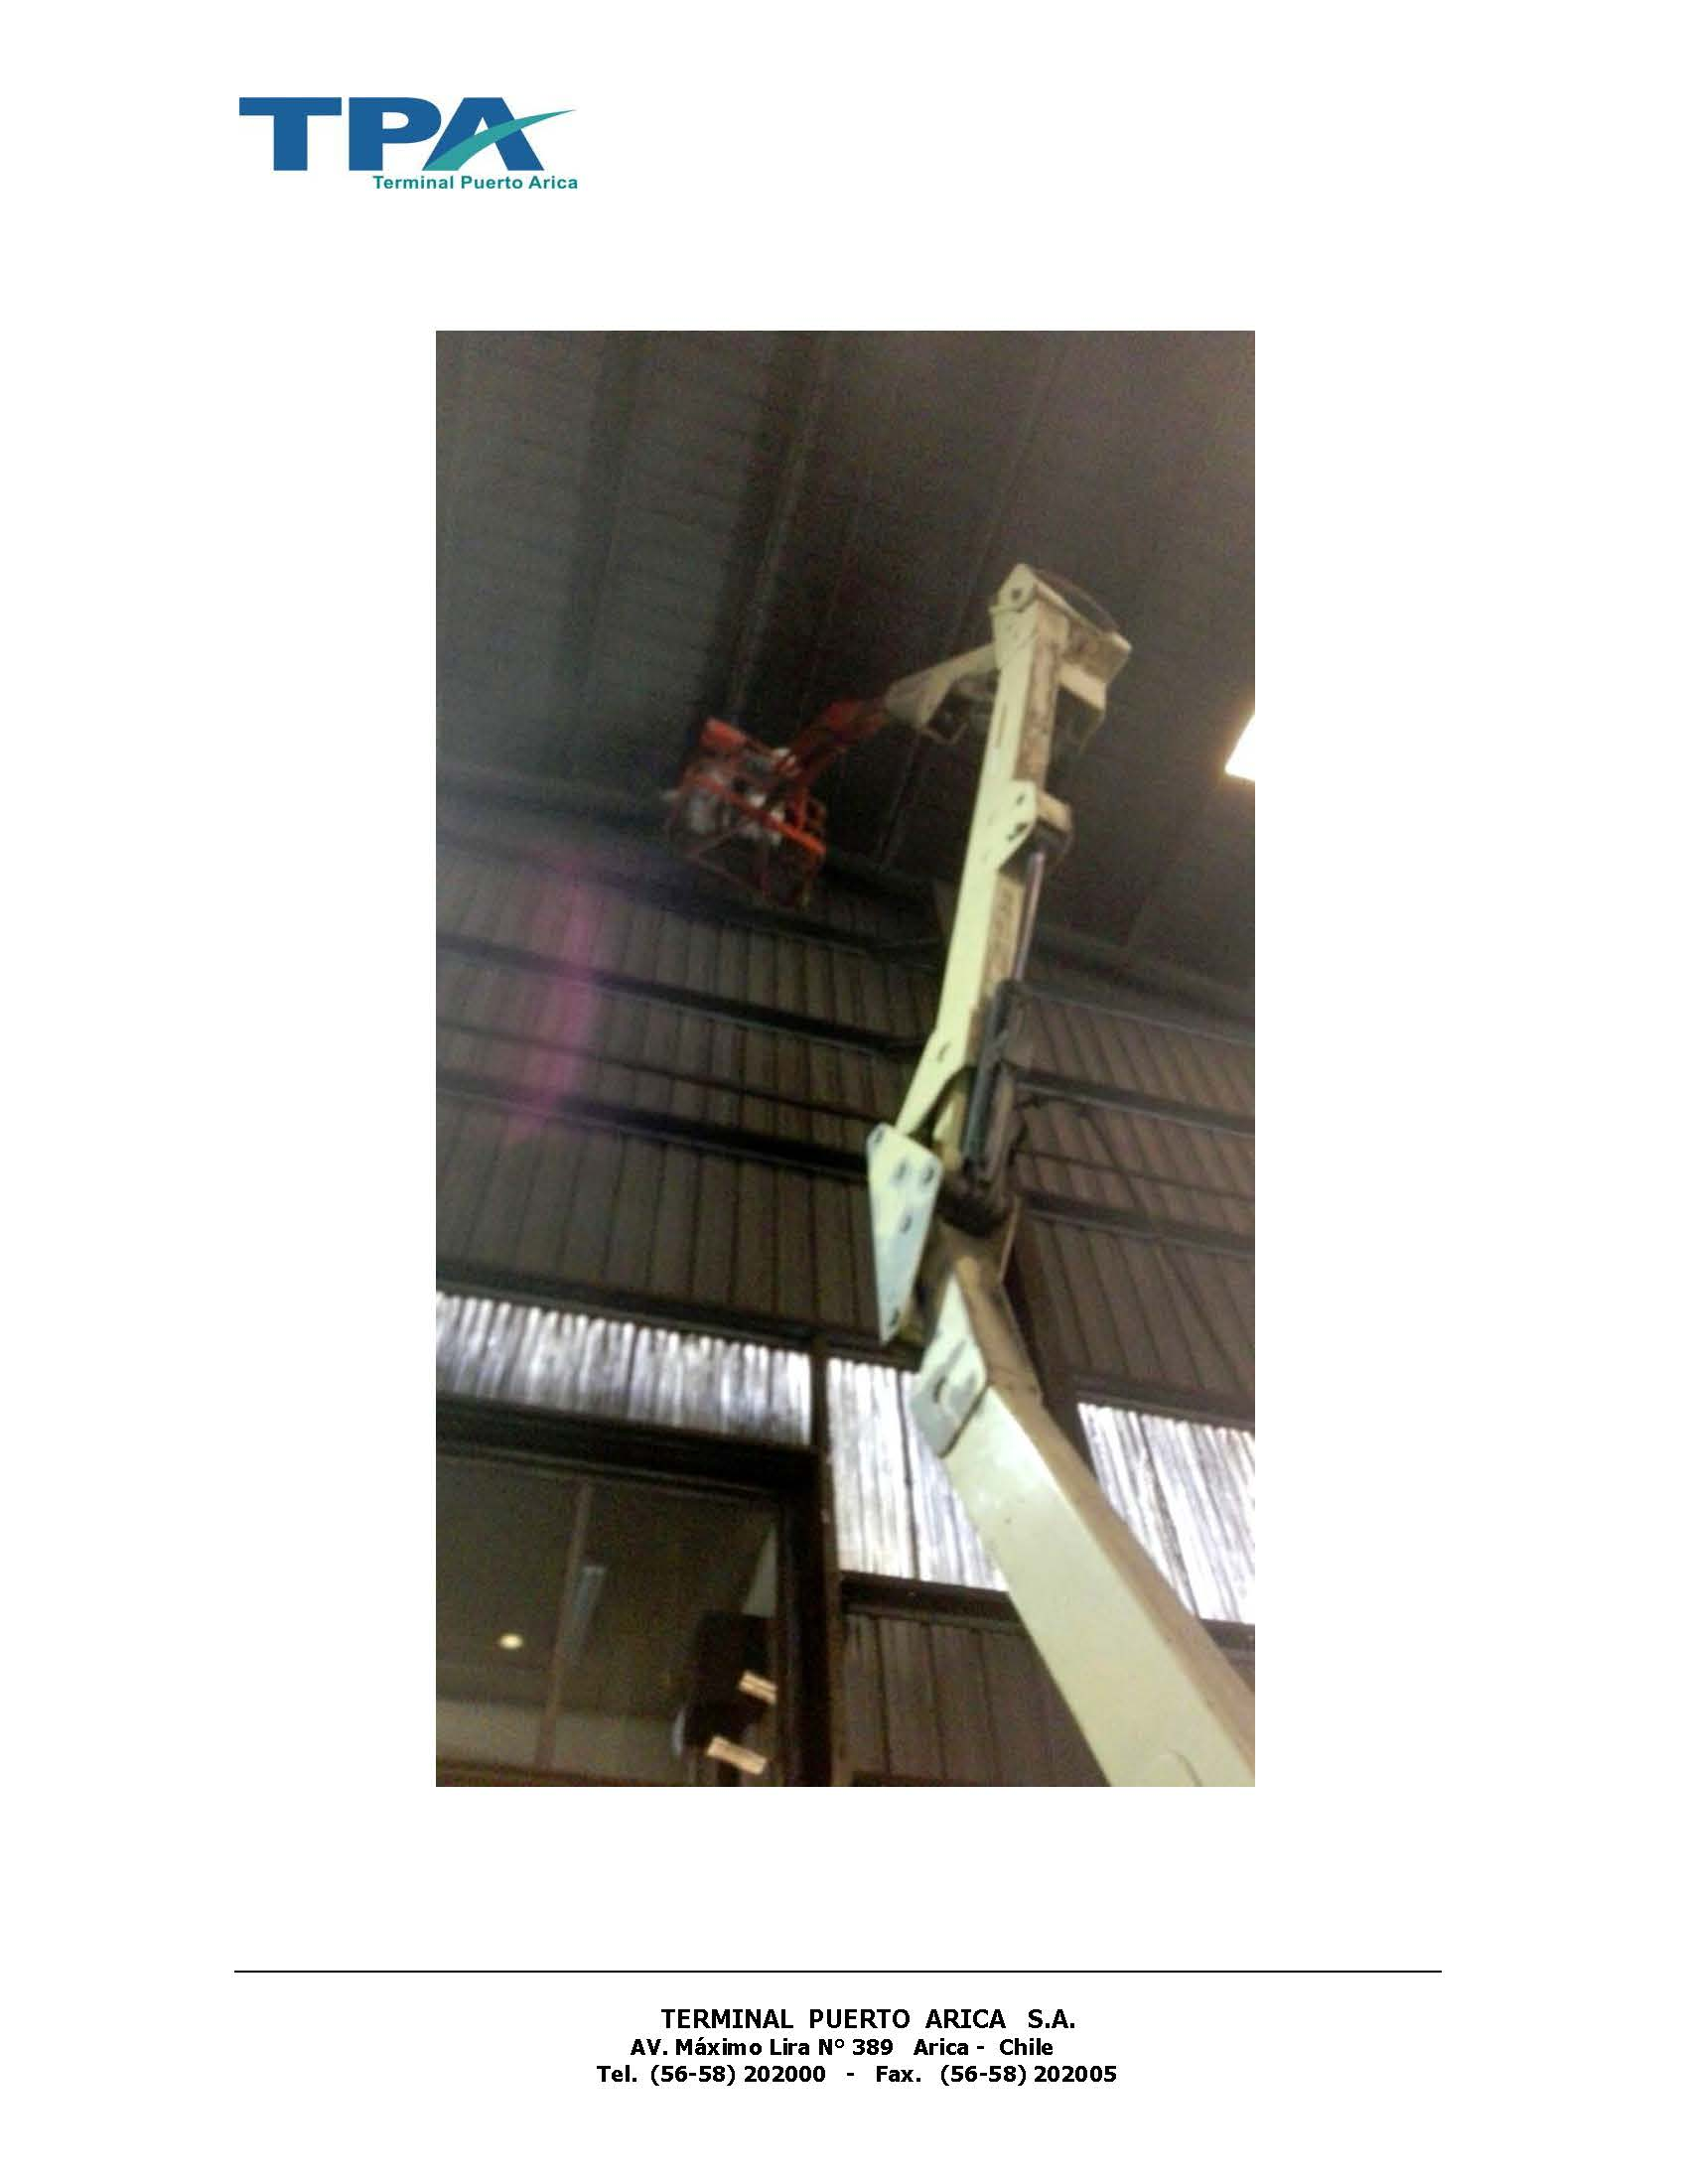 TPA
Terminal Puerto Arica
TERMINAL PUERTO ARICA S.A.
AV. Máximo Lira Nº 389 Arica - Chile
Tel. (56-58) 202000 - Fax. (56-58) 202005